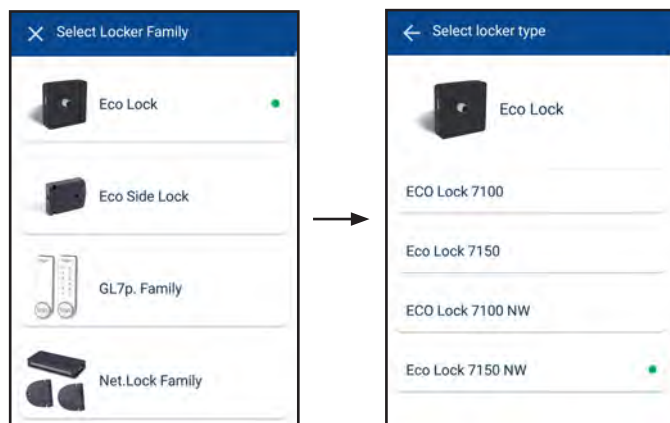 Select Locker Family
Eco Lock
Eco Side Lock
GL7p. Family
Net.Lock Family
Select locker type
Eco Lock
ECO Lock 7100
Eco Lock 7150
ECO Lock 7100 NW
Eco Lock 7150 NW